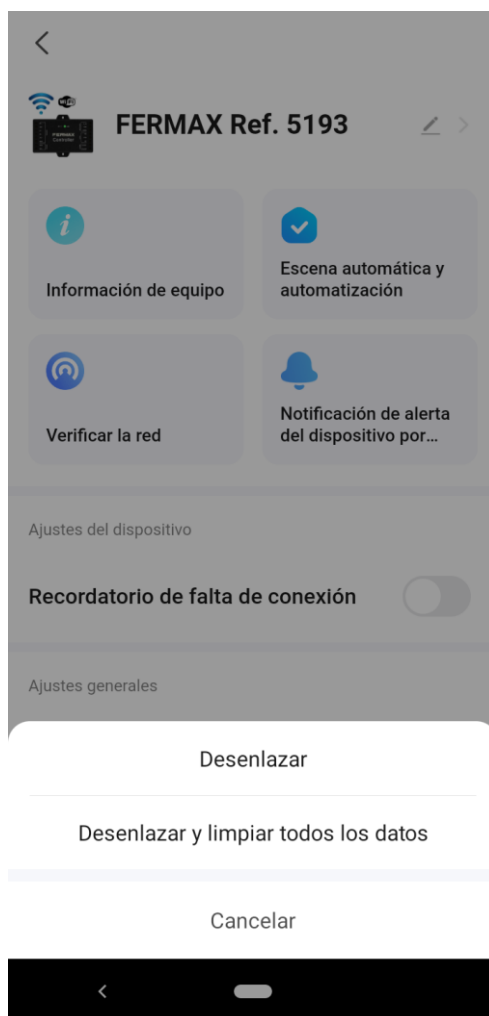 FERMAX Ref. 5193
Información de equipo
Escena automática y
automatización
Verificar la red
Notificación de alerta
del dispositivo por...
Ajustes del dispositivo
Recordatorio de falta de conexión
Ajustes generales
Desenlazar
Desenlazar y limpiar todos los datos
Cancelar